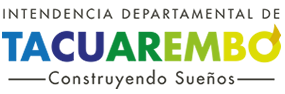 INTENDENCIA DEPARTAMENTAL DE
TACUAREMBÓ
Construyendo Sueños